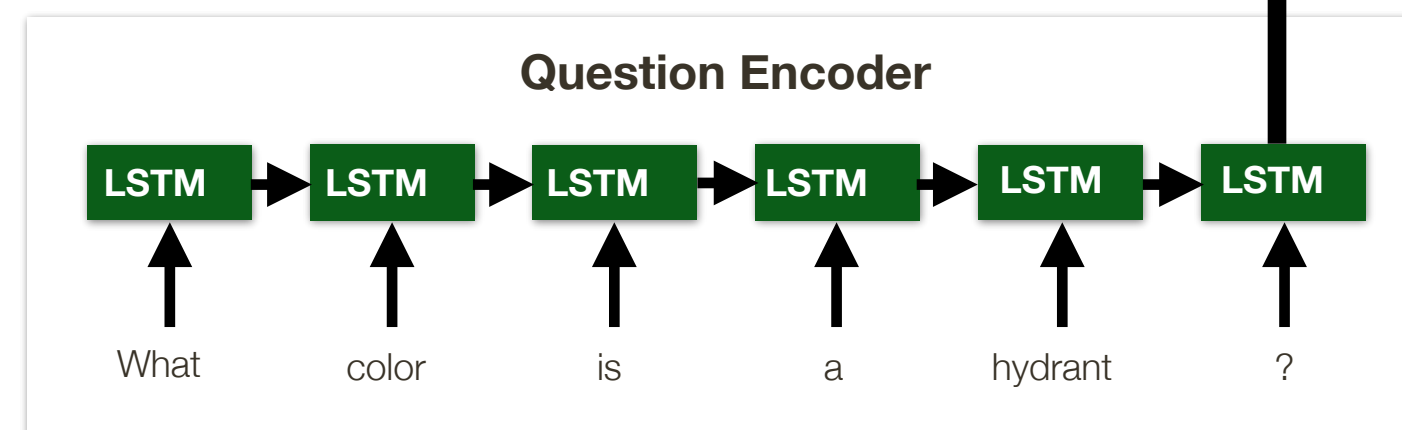 Question Encoder
LSTM LSTM LSTM LSTM LSTM LSTM
What color is a hydrant ?